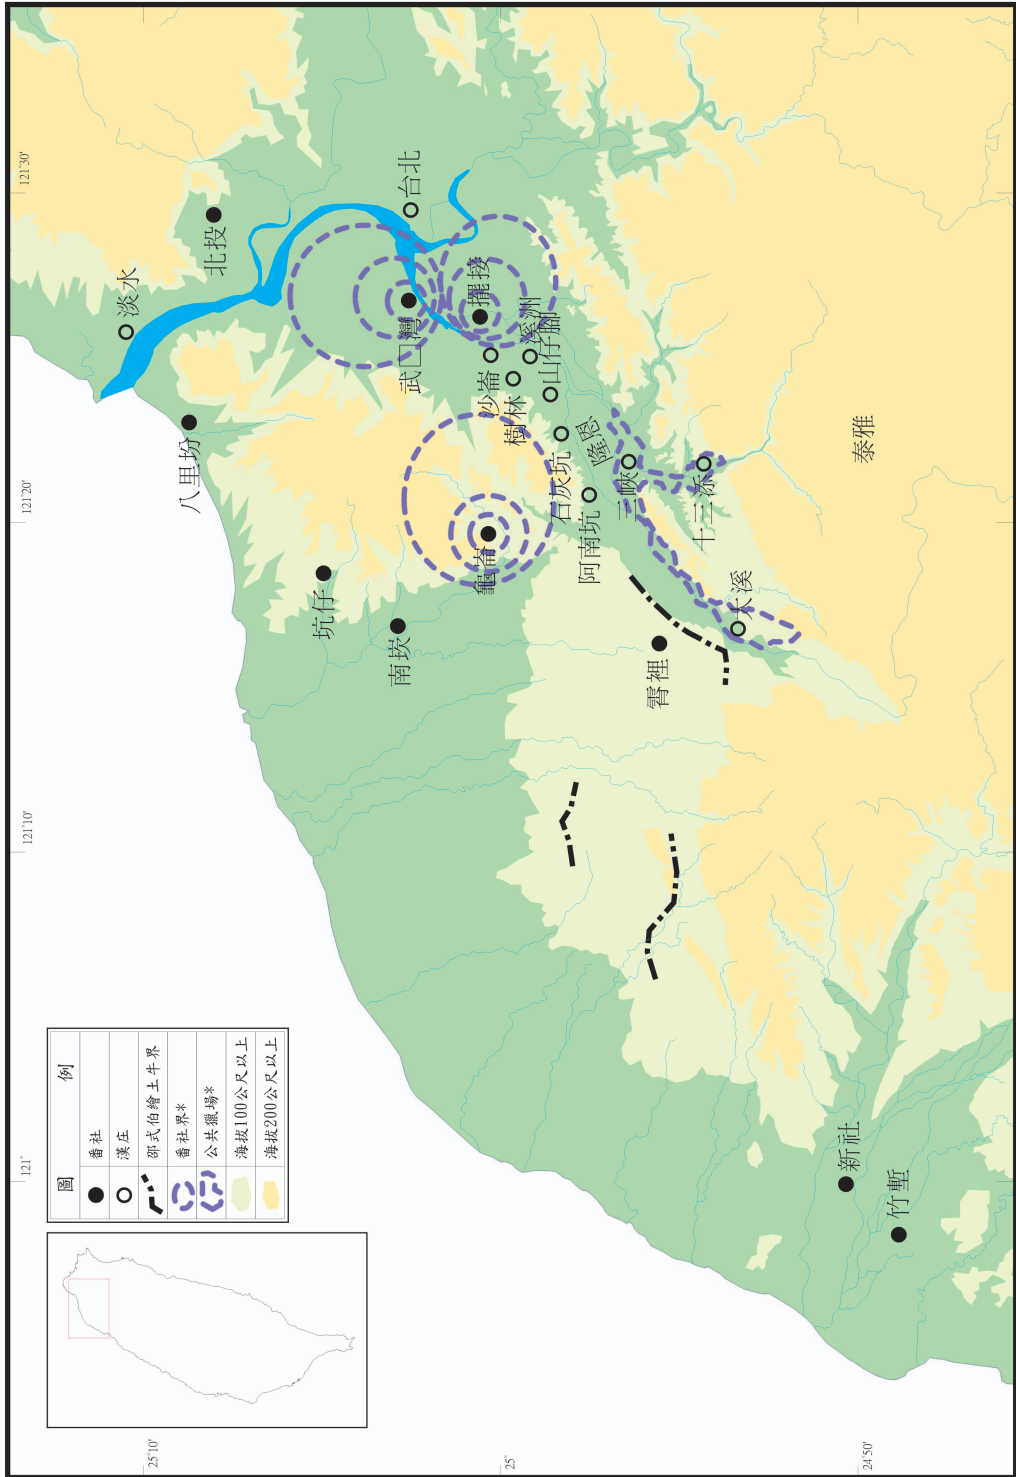 25°10'
25°
24°50'
121°
121°10'
121°20'
121°30'
圖 例
番社
漢庄
邵式伯繪土牛界
番社界*
公共獵場*
海拔100公尺以上
海拔200公尺以上
淡水
北投
台北
八里坋
武□灣
擺接
沙崙
溪洲
樹林
山仔腳
坑仔
南崁
龜崙
石灰坑
隆恩
阿南坑
三峽
十三添
大溪
霄裡
泰雅
新社
竹塹